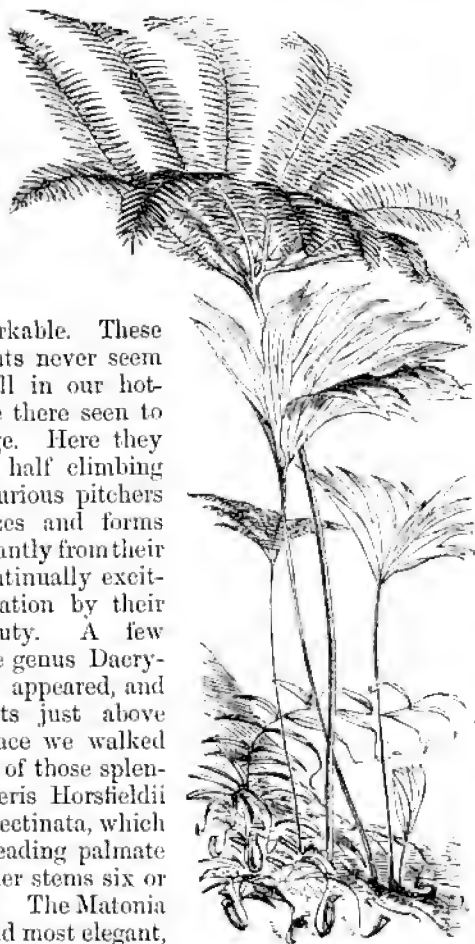 rkable. These
nts never seem
ll in our hot-
e there seen to
ge. Here they
half climbing
urious pitchers
zes and forms
antly from their
ntinually excit-
ation by their
uty. A few
e genus Dacry-
appeared, and
ts just above
ace we walked
of those splen-
eris Horsfieldii
ectinata, which
eading palmate
er stems six or
The Matonia
nd most elegant,